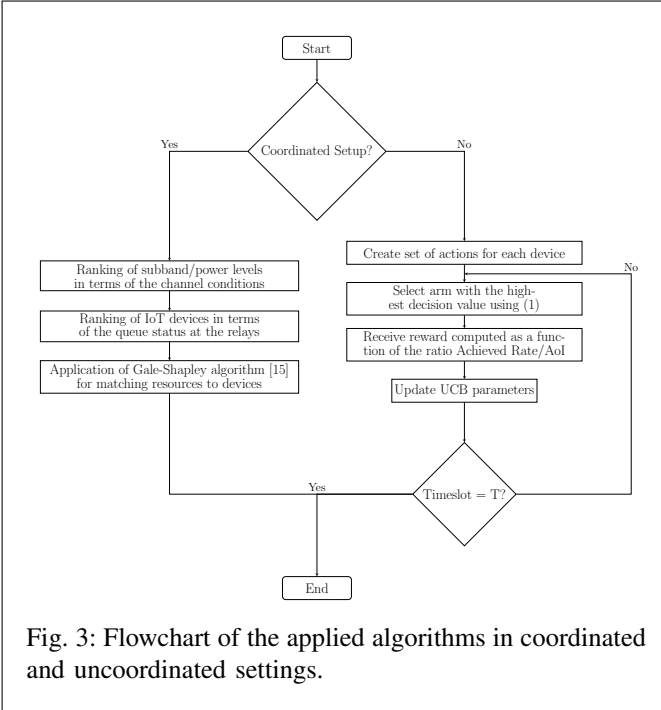 Start
Coordinated Setup?
Yes
No
Ranking of subband/power levels
in terms of the channel conditions
Ranking of IoT devices in terms
of the queue status at the relays
Application of Gale-Shapley algorithm [15]
for matching resources to devices
Create set of actions for each device
No
Select arm with the high-
est decision value using (1)
Receive reward computed as a func-
tion of the ratio Achieved Rate/AoI
Update UCB parameters
Yes
Timeslot = T?
End
Fig. 3: Flowchart of the applied algorithms in coordinated
and uncoordinated settings.